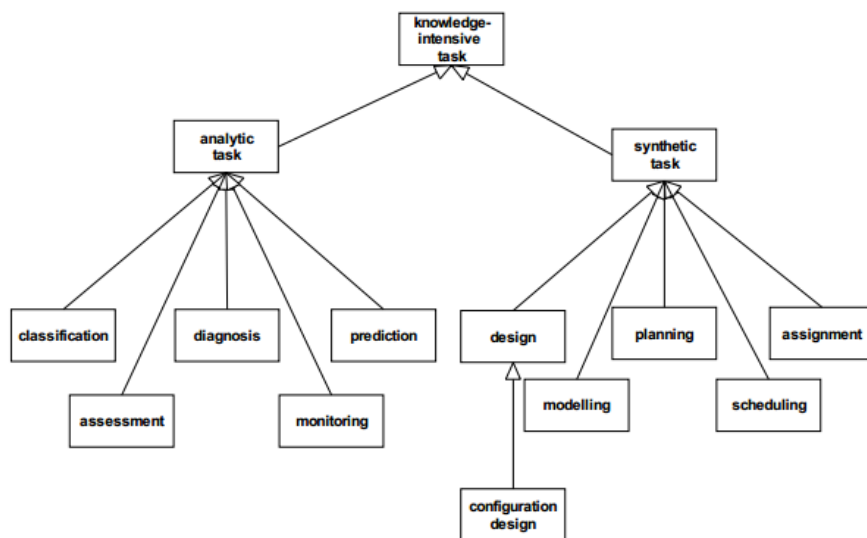 knowledge-
intensive
task
analytic
task
synthetic
task
classification
diagnosis
prediction
design
planning
assignment
assessment
monitoring
modelling
scheduling
configuration
design